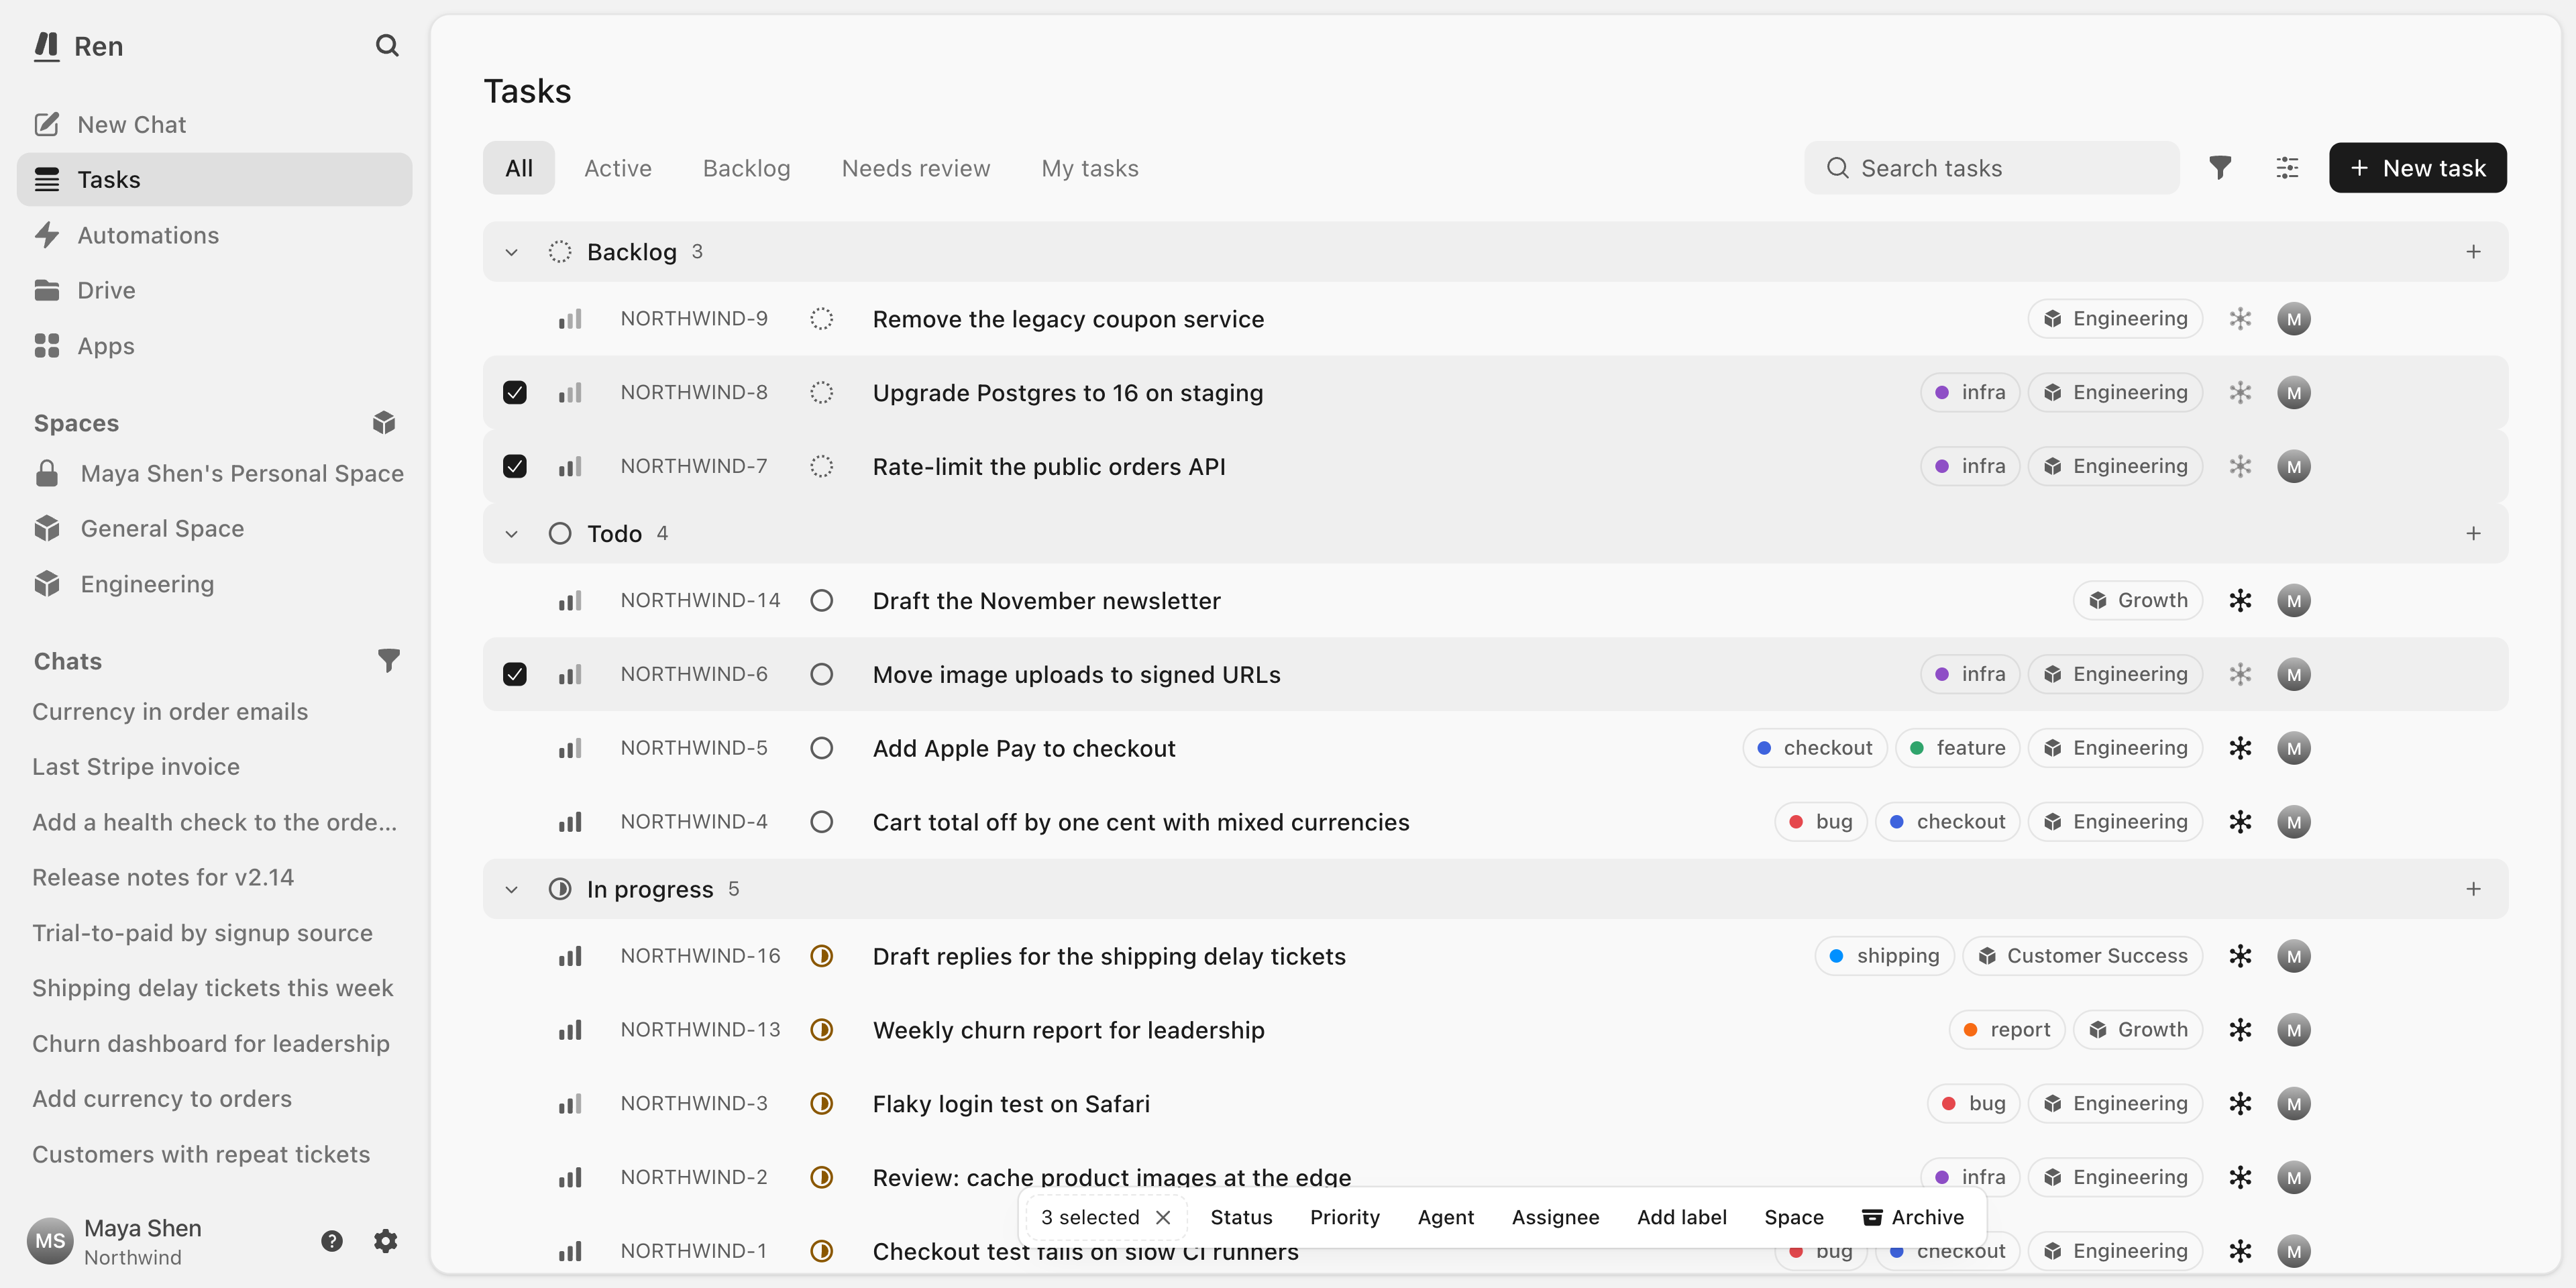 Ren
New Chat
Tasks
Automations
Drive
Apps
Spaces
Maya Shen's Personal Space
General Space
Engineering
Chats
Currency in order emails
Last Stripe invoice
Add a health check to the orde...
Release notes for v2.14
Trial-to-paid by signup source
Shipping delay tickets this week
Churn dashboard for leadership
Add currency to orders
Customers with repeat tickets
MS Maya Shen
Northwind
Tasks
All Active Backlog Needs review My tasks Search tasks + New task
Backlog 3
NORTHWIND-9 Remove the legacy coupon service Engineering M
NORTHWIND-8 Upgrade Postgres to 16 on staging infra Engineering M
NORTHWIND-7 Rate-limit the public orders API infra Engineering M
Todo 4
NORTHWIND-14 Draft the November newsletter Growth M
NORTHWIND-6 Move image uploads to signed URLs infra Engineering M
NORTHWIND-5 Add Apple Pay to checkout checkout feature Engineering M
NORTHWIND-4 Cart total off by one cent with mixed currencies bug checkout Engineering M
In progress 5
NORTHWIND-16 Draft replies for the shipping delay tickets shipping Customer Success M
NORTHWIND-13 Weekly churn report for leadership report Growth M
NORTHWIND-3 Flaky login test on Safari bug Engineering M
NORTHWIND-2 Review: cache product images at the edge infra Engineering M
3 selected Status Priority Agent Assignee Add label Space Archive
NORTHWIND-1 Checkout test fails on slow CI runners bug checkout Engineering M